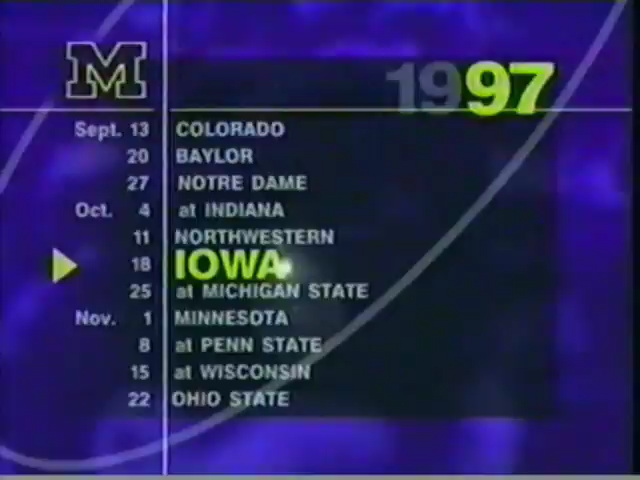 M
1997
Sept. 13 COLORADO
20 BAYLOR
27 NOTRE DAME
Oct. 4 at INDIANA
11 NORTHWESTERN
18 IOWA
25 at MICHIGAN STATE
Nov. 1 MINNESOTA
8 at PENN STATE
15 at WISCONSIN
22 OHIO STATE